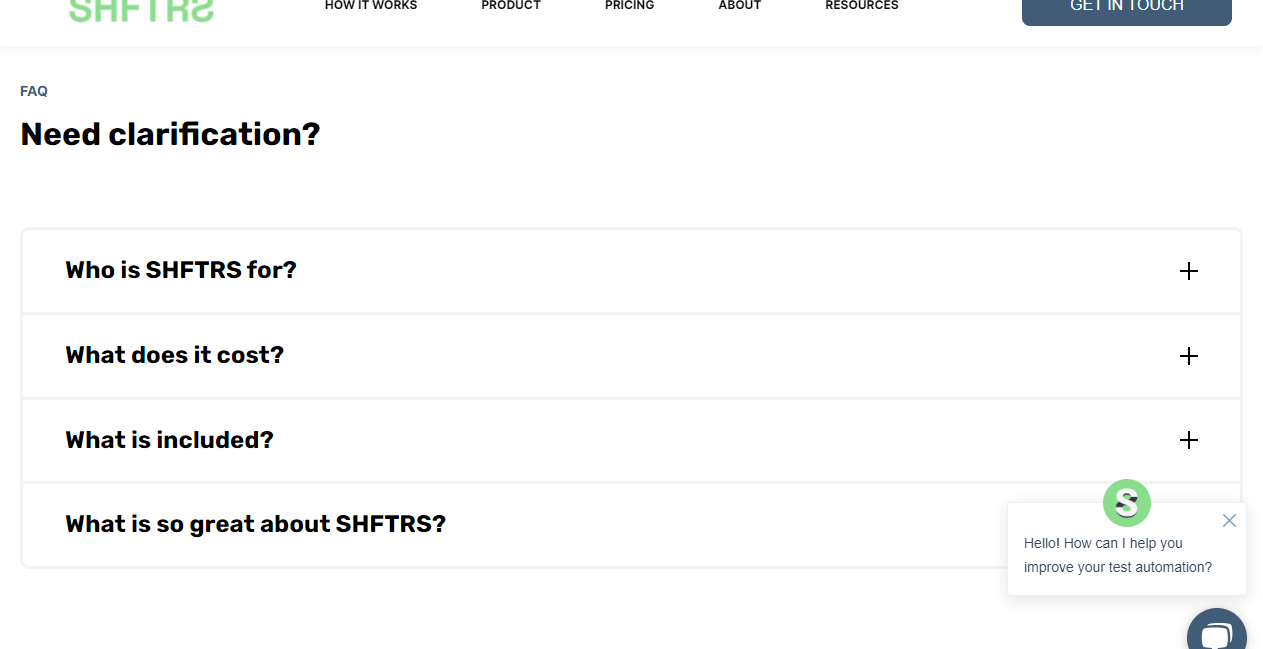 SHFTRS
HOW IT WORKS
PRODUCT
PRICING
ABOUT
RESOURCES
GET IN TOUCH
FAQ
Need clarification?
Who is SHFTRS for?
What does it cost?
What is included?
What is so great about SHFTRS?
S
Hello! How can I help you
improve your test automation?